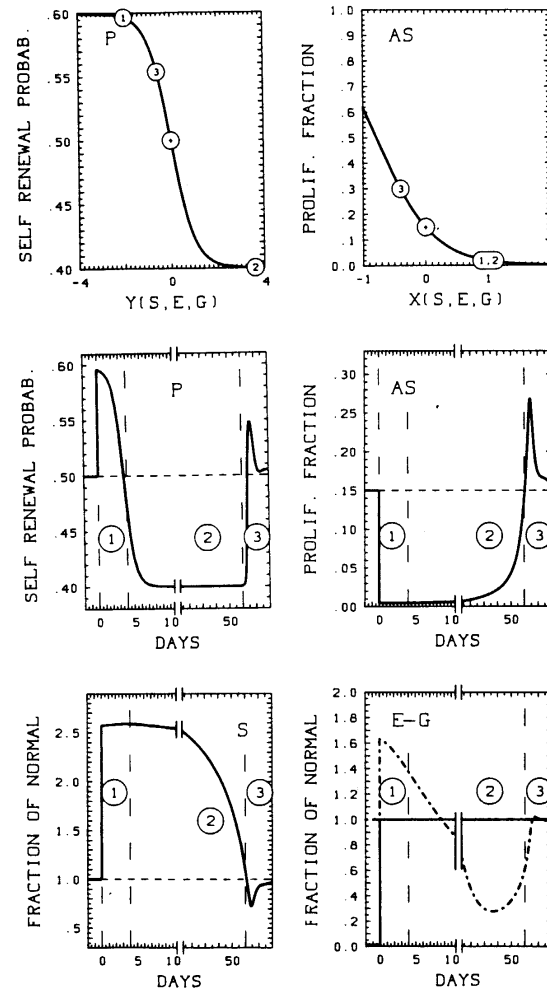 SELF RENEWAL PROBAB.
.60
.55
.50
.45
.40
P
1
3
+
2
-4 0 4
Y(S,E,G)
PROLIF. FRACTION
1.0
.9
.8
.7
.6
.5
.4
.3
.2
.1
0.0
AS
3
+
1,2
-1 0 1
X(S,E,G)
SELF RENEWAL PROBAB.
.60
.55
.50
.45
.40
P
1 2 3
0 5 10 50
DAYS
PROLIF. FRACTION
.30
.25
.20
.15
.10
.05
.00
AS
1 2 3
0 5 10 50
DAYS
FRACTION OF NORMAL
2.5
2.0
1.5
1.0
.5
S
1 2 3
0 5 10 50
DAYS
FRACTION OF NORMAL
2.0
1.8
1.6
1.4
1.2
1.0
.8
.6
.4
.2
0.0
E-G
1 2 3
0 5 10 50
DAYS